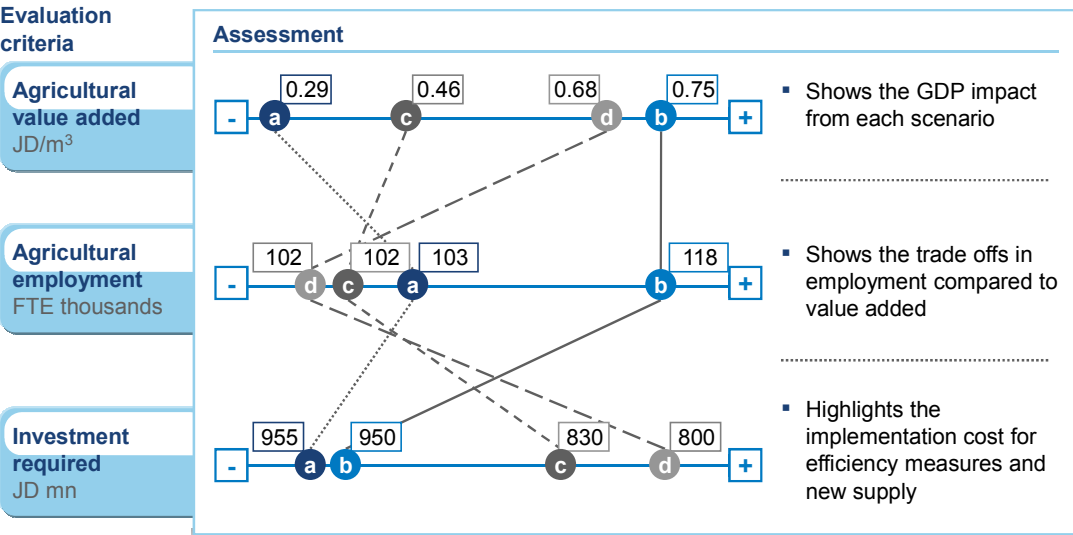 Evaluation
criteria
Assessment
Agricultural
value added
JD/m³
0.29
0.46
0.68
0.75
-
a
c
d
b
+
▪ Shows the GDP impact
from each scenario
Agricultural
employment
FTE thousands
102
102
103
118
-
d
c
a
b
+
▪ Shows the trade offs in
employment compared to
value added
Investment
required
JD mn
955
950
830
800
-
a
b
c
d
+
▪ Highlights the
implementation cost for
efficiency measures and
new supply